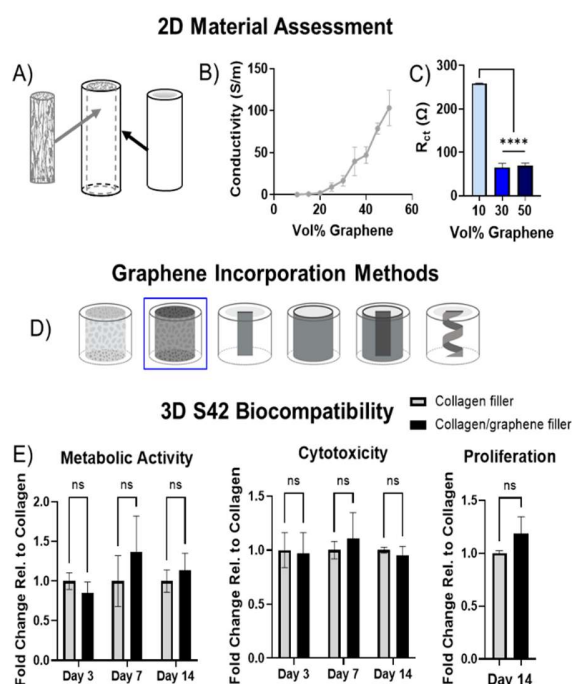 2D Material Assessment
A)
B)
Conductivity (S/m)
150
100
50
0
0 20 40 60
Vol% Graphene
C)
Rct (Ω)
300
200
100
0
****
10 30 50
Vol% Graphene
Graphene Incorporation Methods
D)
3D S42 Biocompatibility
Collagen filler
Collagen/graphene filler
E)
Metabolic Activity
Fold Change Rel. to Collagen
2.0
1.5
1.0
0.5
0.0
ns ns ns
Day 3 Day 7 Day 14
Cytotoxicity
Fold Change Rel. to Collagen
1.5
1.0
0.5
0.0
ns ns ns
Day 3 Day 7 Day 14
Proliferation
Fold Change Rel. to Collagen
1.5
1.0
0.5
0.0
ns
Day 14